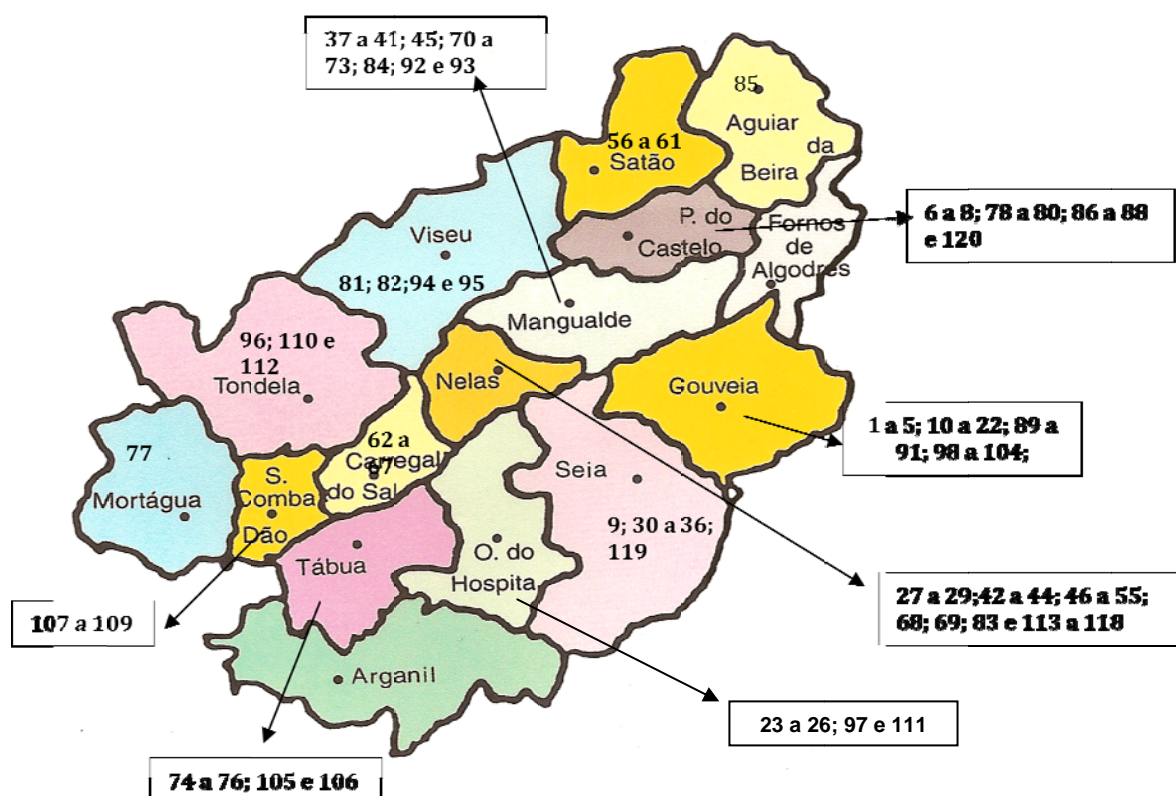 37 a 41; 45; 70 a
73; 84; 92 e 93
85
Aguiar
da
Beira
56 a 61
Satão
6 a 8; 78 a 80; 86 a 88
e 120
P. do
Castelo
Fornos
de
Algodres
Viseu
81; 82;94 e 95
Mangualde
96; 110 e
112
Tondela
Nelas
Gouveia
1 a 5; 10 a 22; 89 a
91; 98 a 104;
77
Mortágua
62 a
67
Carregal
do Sal
S.
Comba
Dão
Seia
9; 30 a 36;
119
O. do
Hospita
Tábua
27 a 29;42 a 44; 46 a 55;
68; 69; 83 e 113 a 118
107 a 109
Arganil
23 a 26; 97 e 111
74 a 76; 105 e 106